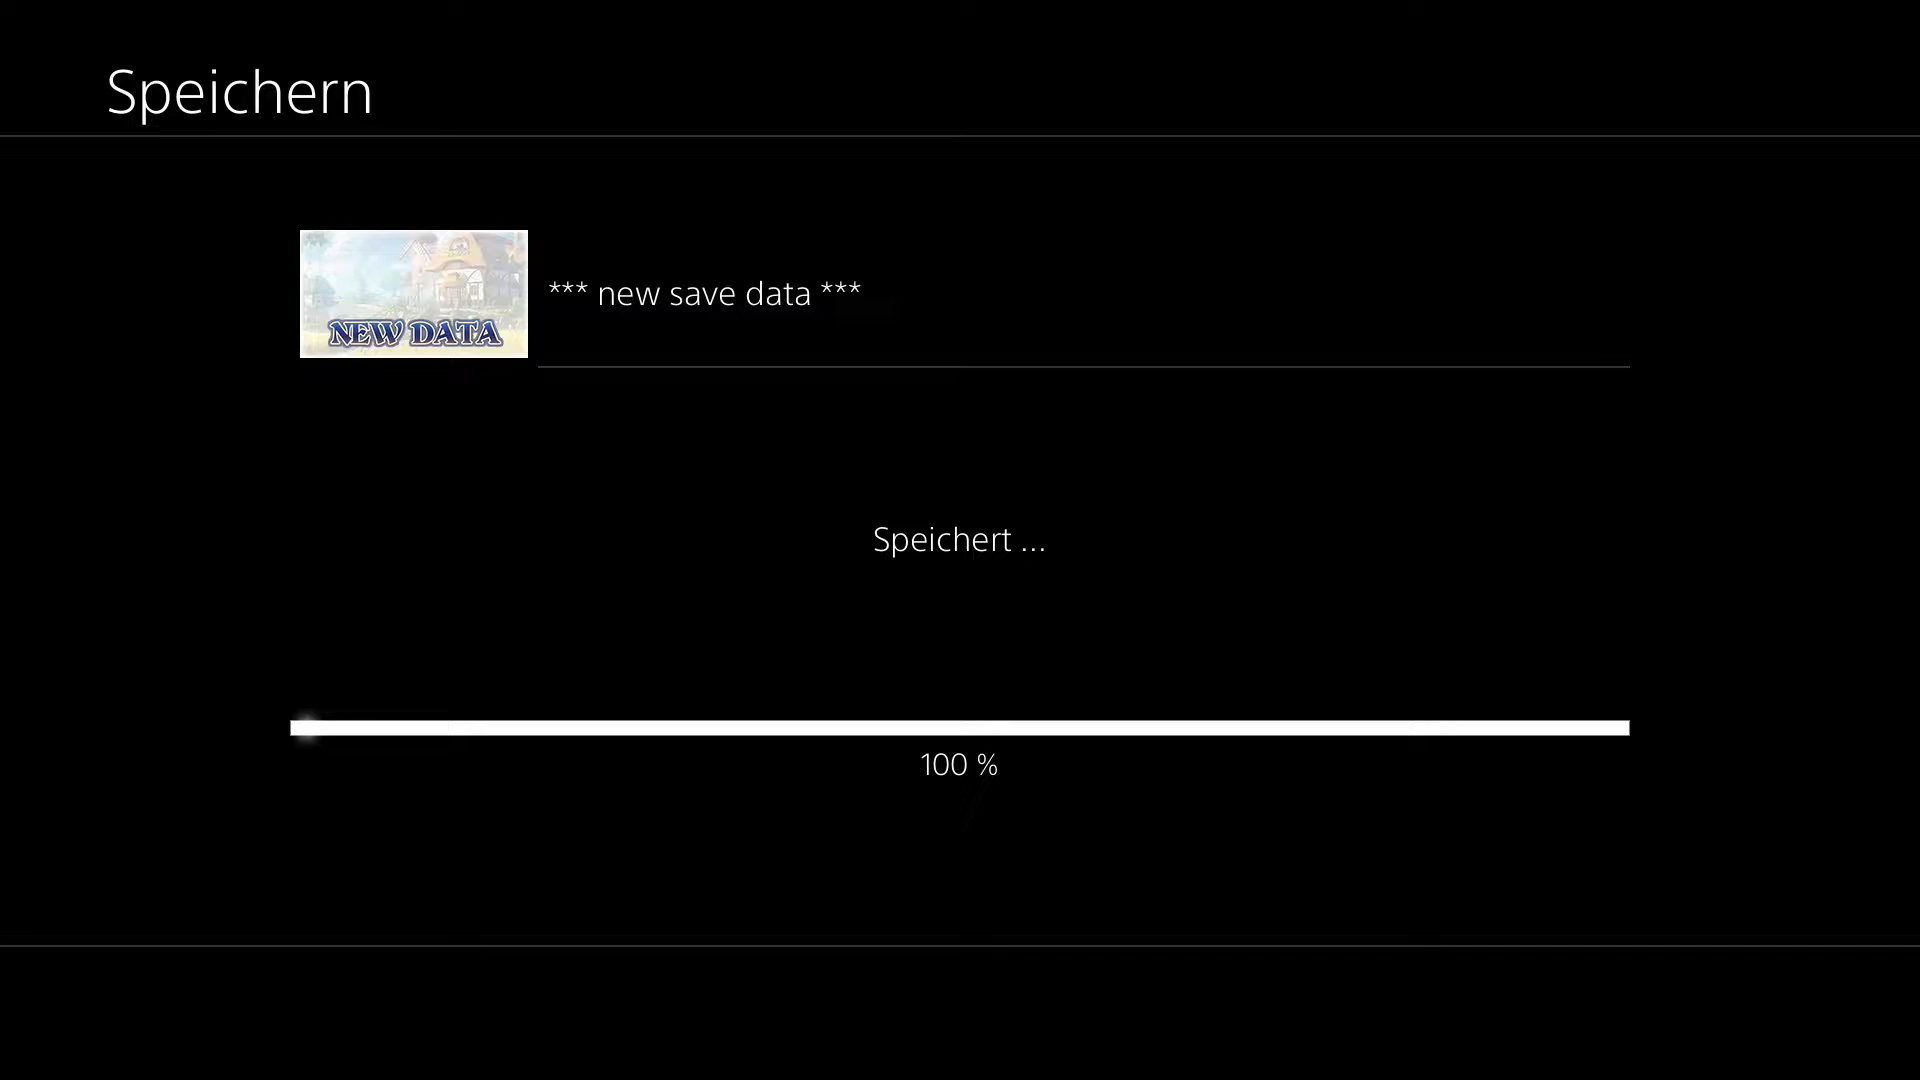 Speichern
NEW DATA
*** new save data ***
Speichert ...
100 %